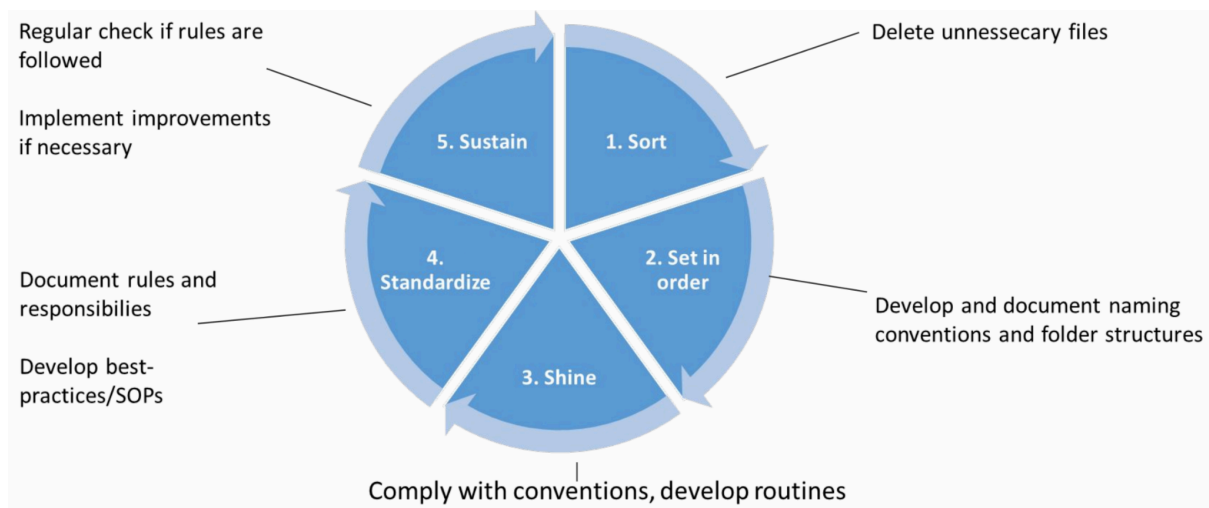 Regular check if rules are
followed
Implement improvements
if necessary
Delete unnessecary files
5. Sustain
1. Sort
4.
Standardize
2. Set in
order
3. Shine
Document rules and
responsibilies
Develop best-
practices/SOPs
Develop and document naming
conventions and folder structures
Comply with conventions, develop routines